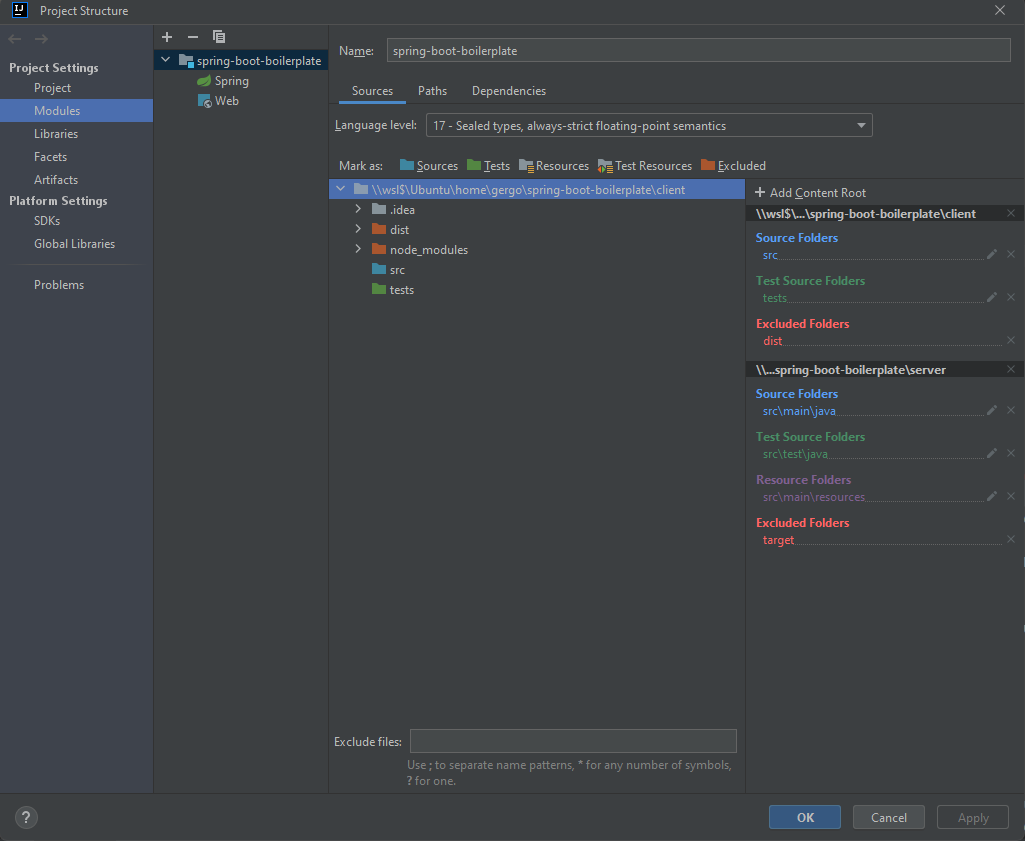 IJ Project Structure
Project Settings
Project
Modules
Libraries
Facets
Artifacts
Platform Settings
SDKs
Global Libraries
Problems
spring-boot-boilerplate
Spring
Web
Name: spring-boot-boilerplate
Sources Paths Dependencies
Language level: 17 - Sealed types, always-strict floating-point semantics
Mark as: Sources Tests Resources Test Resources Excluded
\\wsl$\Ubuntu\home\gergo\spring-boot-boilerplate\client
.idea
dist
node_modules
src
tests
Exclude files:
Use ; to separate name patterns, * for any number of symbols,
? for one.
+ Add Content Root
\\wsl$\...\spring-boot-boilerplate\client
Source Folders
src
Test Source Folders
tests
Excluded Folders
dist
\\...spring-boot-boilerplate\server
Source Folders
src\main\java
Test Source Folders
src\test\java
Resource Folders
src\main\resources
Excluded Folders
target
? OK Cancel Apply